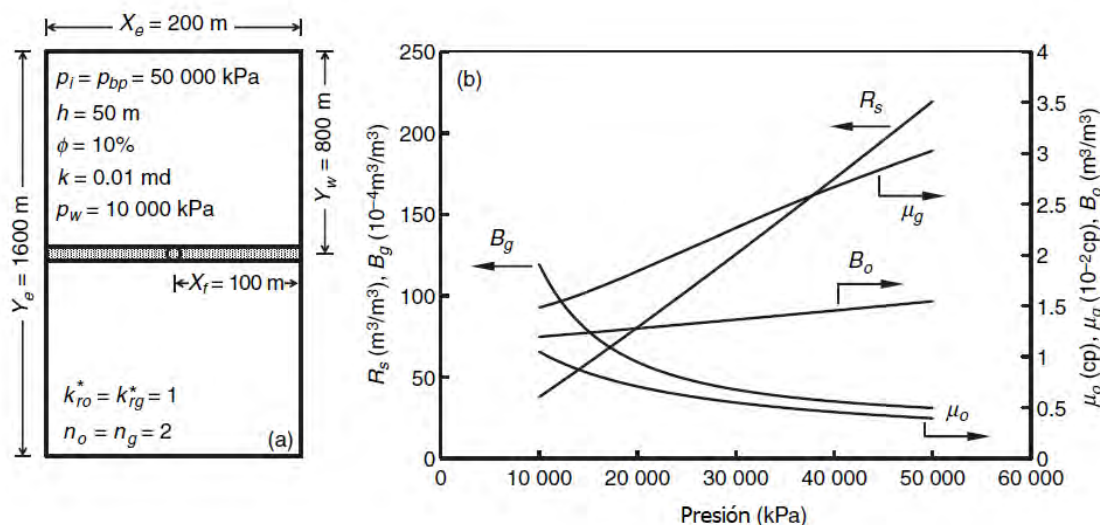 Xe = 200 m
pi = pbp = 50 000 kPa
h = 50 m
ϕ = 10%
k = 0.01 md
pw = 10 000 kPa
Yw = 800 m
Ye = 1600 m
Xf = 100 m
k*ro = k*rg = 1
no = ng = 2
(a)
(b)
Rs (m³/m³), Bg (10⁻⁴m³/m³)
250
200
150
100
50
0
Rs
μg
Bg
Bo
μo
4
3.5
3
2.5
2
1.5
1
0.5
0
μo (cp), μg (10⁻²cp), Bo (m³/m³)
0 10 000 20 000 30 000 40 000 50 000 60 000
Presión (kPa)